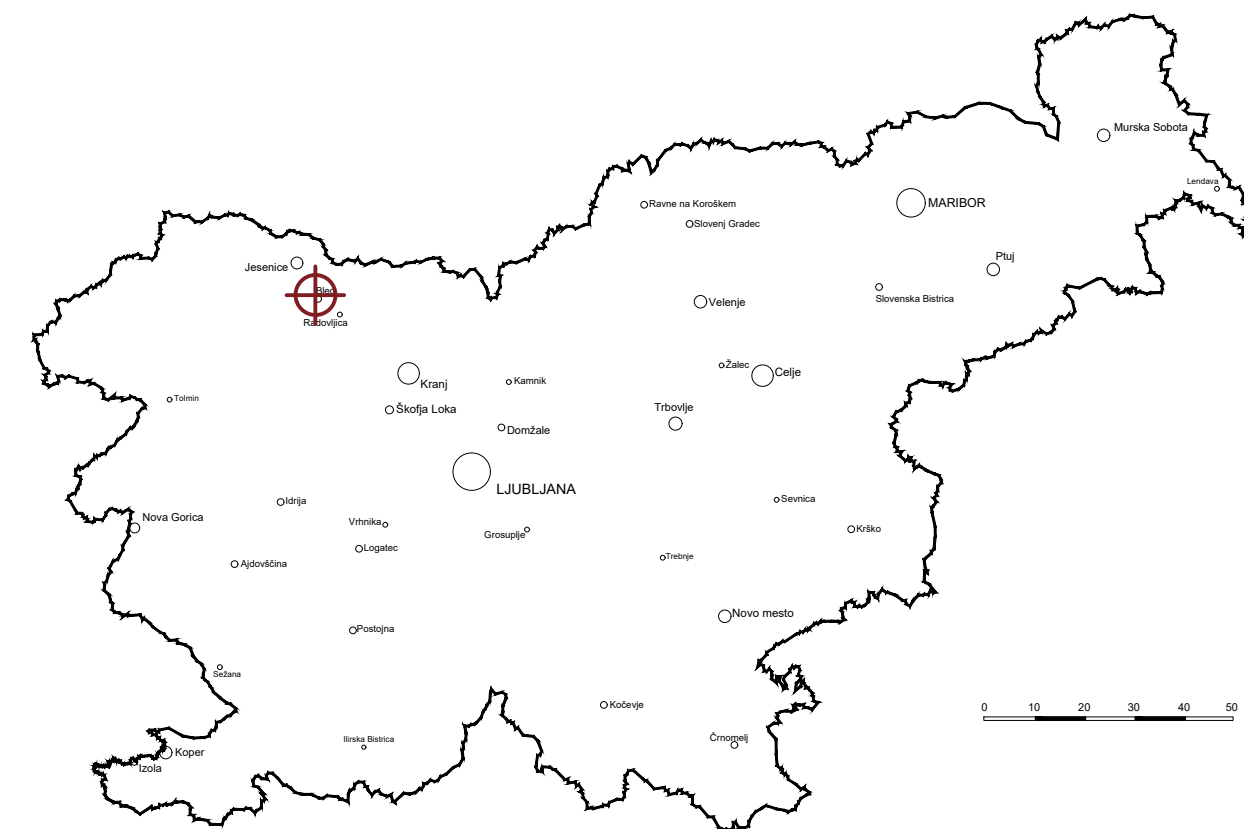 Murska Sobota
Lendava
Ravne na Koroškem
MARIBOR
Slovenj Gradec
Ptuj
Jesenice
Bled
Slovenska Bistrica
Velenje
Radovljica
Žalec
Celje
Kranj
Kamnik
Tolmin
Škofja Loka
Trbovlje
Domžale
LJUBLJANA
Idrija
Sevnica
Nova Gorica
Vrhnika
Krško
Grosuplje
Logatec
Trebnje
Ajdovščina
Novo mesto
Postojna
Sežana
Kočevje
0 10 20 30 40 50
Črnomelj
Ilirska Bistrica
Koper
Izola